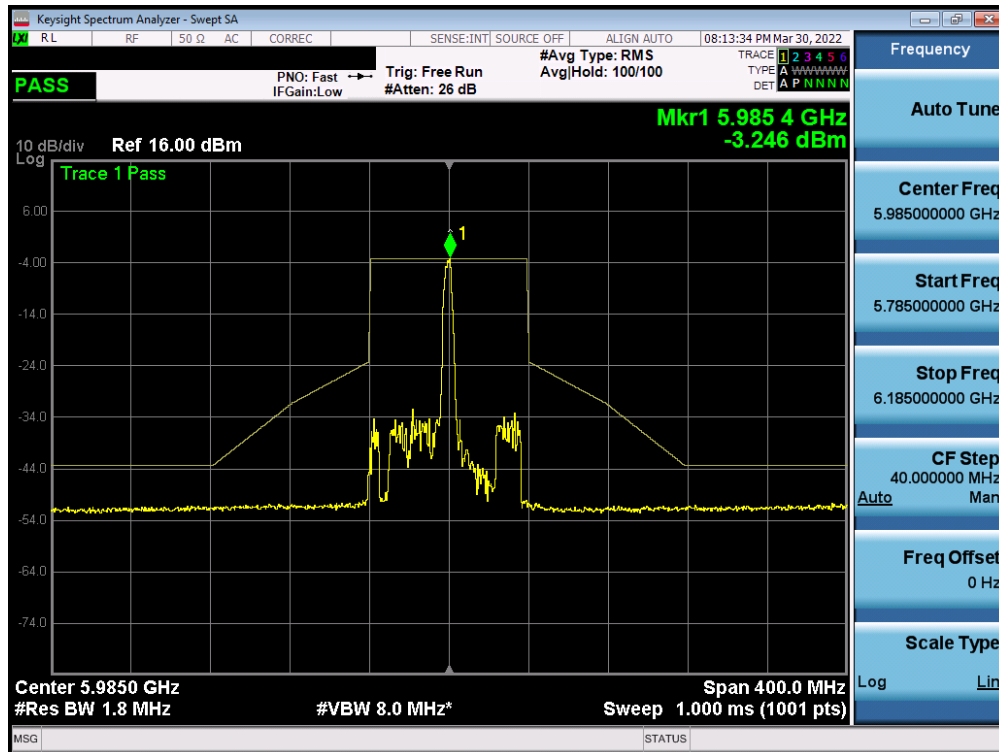 Keysight Spectrum Analyzer - Swept SA
LXI RL RF 50 Ω AC CORREC SENSE:INT SOURCE OFF ALIGN AUTO 08:13:34 PM Mar 30, 2022
PASS
PNO: Fast
IFGain:Low
Trig: Free Run
#Atten: 26 dB
#Avg Type: RMS
Avg|Hold: 100/100
TRACE 1 2 3 4 5 6
TYPE A WWWWW
DET A P N N N N
Mkr1 5.985 4 GHz
-3.246 dBm
10 dB/div Ref 16.00 dBm
Log
Trace 1 Pass
1
6.00
-4.00
-14.0
-24.0
-34.0
-44.0
-54.0
-64.0
-74.0
Center 5.9850 GHz Span 400.0 MHz
#Res BW 1.8 MHz #VBW 8.0 MHz* Sweep 1.000 ms (1001 pts)
MSG STATUS
Frequency
Auto Tune
Center Freq
5.985000000 GHz
Start Freq
5.785000000 GHz
Stop Freq
6.185000000 GHz
CF Step
40.000000 MHz
Auto Man
Freq Offset
0 Hz
Scale Type
Log Lin